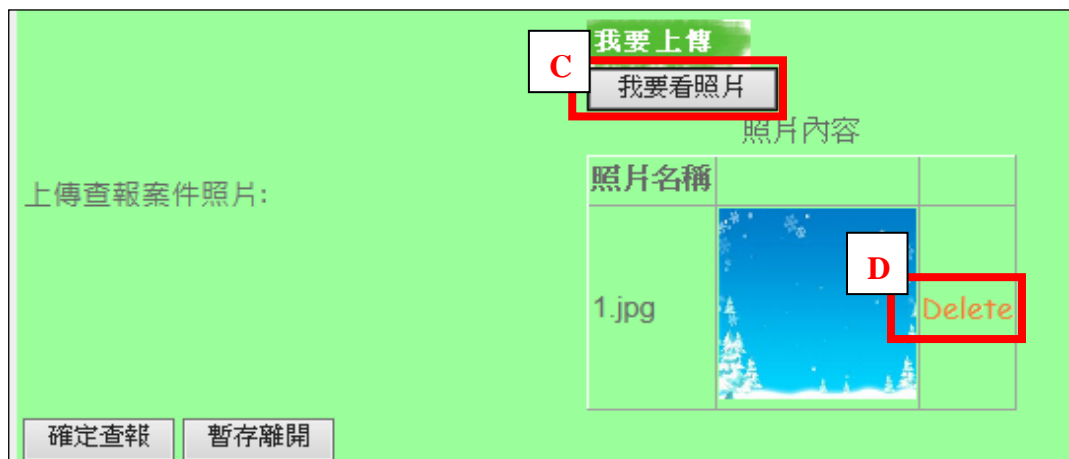 我要上傳
C
我要看照片
照片內容
上傳查報案件照片:
照片名稱
D
1.jpg
Delete
確定查報
暫存離開